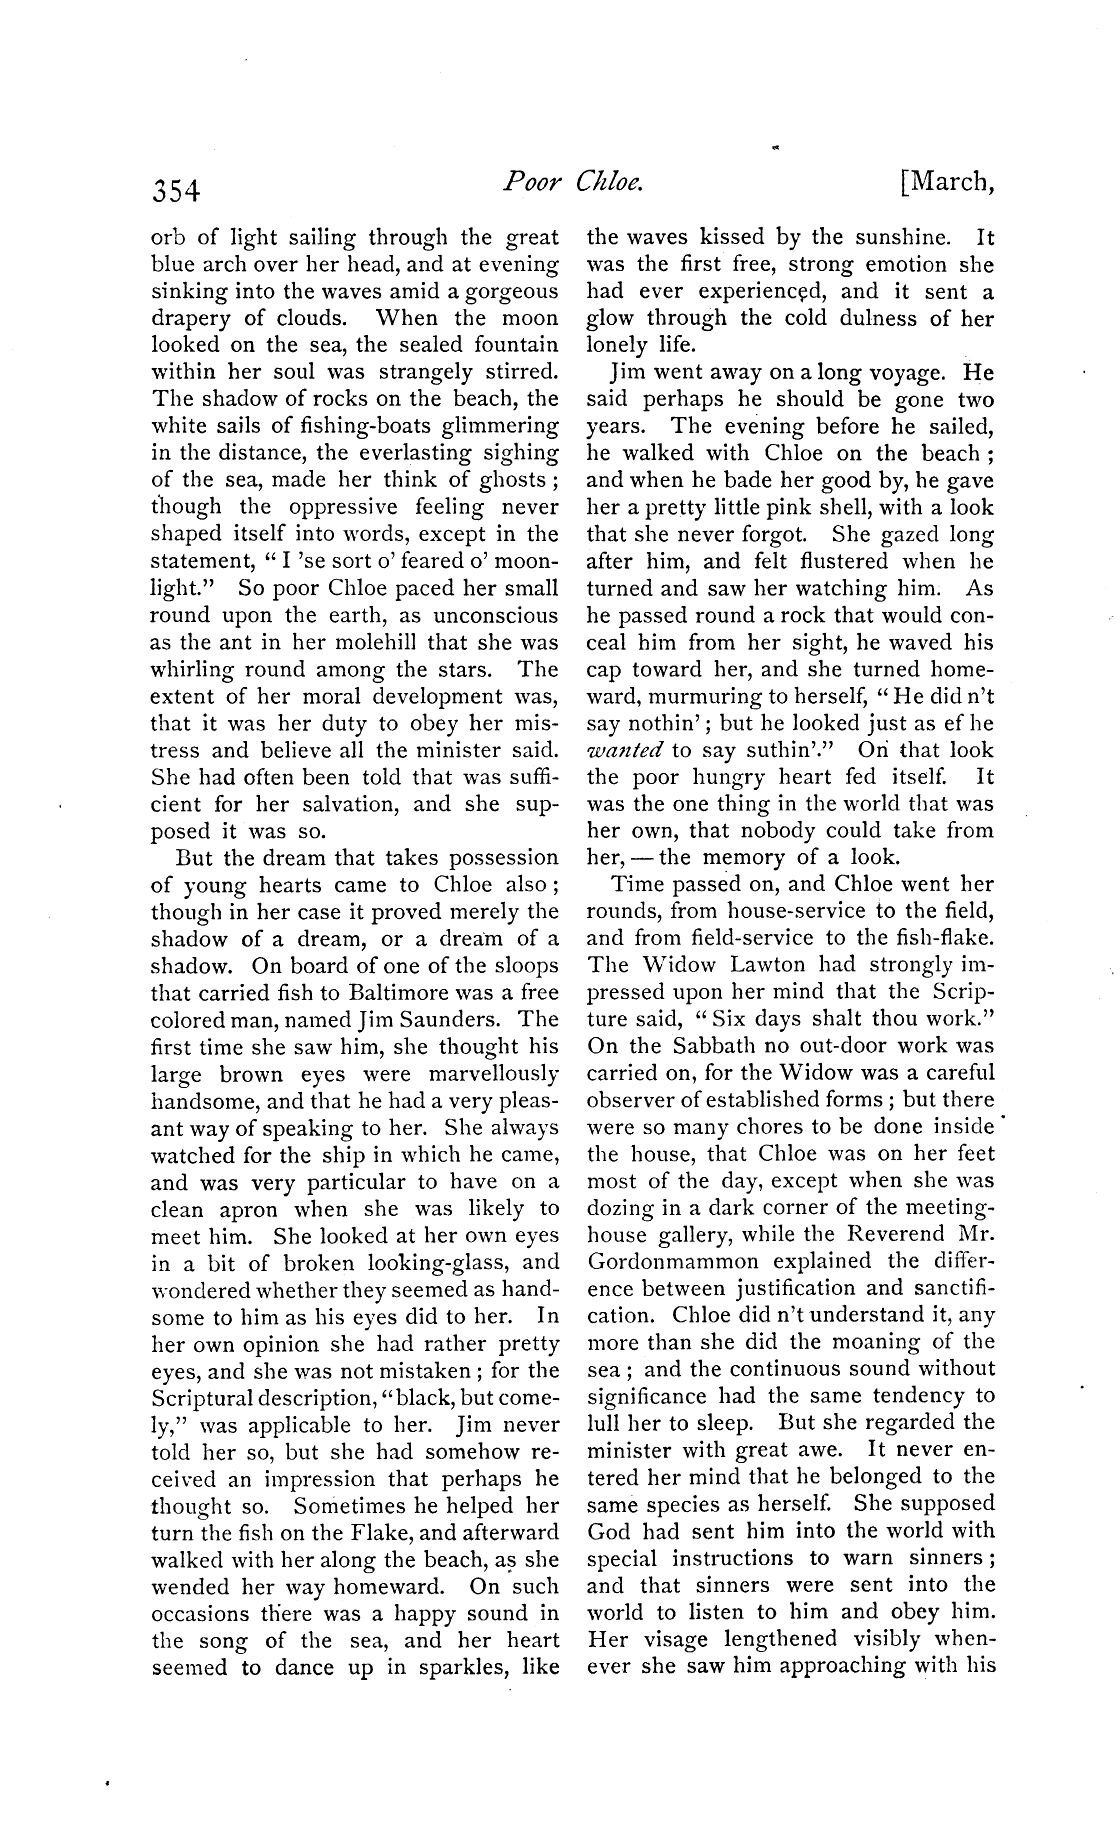 354
Poor Chloe.
[March,
orb of light sailing through the great
blue arch over her head, and at evening
sinking into the waves amid a gorgeous
drapery of clouds. When the moon
looked on the sea, the sealed fountain
within her soul was strangely stirred.
The shadow of rocks on the beach, the
white sails of fishing-boats glimmering
in the distance, the everlasting sighing
of the sea, made her think of ghosts ;
though the oppressive feeling never
shaped itself into words, except in the
statement, “ I 'se sort o' feared o' moon-
light.” So poor Chloe paced her small
round upon the earth, as unconscious
as the ant in her molehill that she was
whirling round among the stars. The
extent of her moral development was,
that it was her duty to obey her mis-
tress and believe all the minister said.
She had often been told that was suffi-
cient for her salvation, and she sup-
posed it was so.
But the dream that takes possession
of young hearts came to Chloe also ;
though in her case it proved merely the
shadow of a dream, or a dream of a
shadow. On board of one of the sloops
that carried fish to Baltimore was a free
colored man, named Jim Saunders. The
first time she saw him, she thought his
large brown eyes were marvellously
handsome, and that he had a very pleas-
ant way of speaking to her. She always
watched for the ship in which he came,
and was very particular to have on a
clean apron when she was likely to
meet him. She looked at her own eyes
in a bit of broken looking-glass, and
wondered whether they seemed as hand-
some to him as his eyes did to her. In
her own opinion she had rather pretty
eyes, and she was not mistaken ; for the
Scriptural description, “black, but come-
ly,” was applicable to her. Jim never
told her so, but she had somehow re-
ceived an impression that perhaps he
thought so. Sometimes he helped her
turn the fish on the Flake, and afterward
walked with her along the beach, as she
wended her way homeward. On such
occasions there was a happy sound in
the song of the sea, and her heart
seemed to dance up in sparkles, like
the waves kissed by the sunshine. It
was the first free, strong emotion she
had ever experienced, and it sent a
glow through the cold dulness of her
lonely life.
Jim went away on a long voyage. He
said perhaps he should be gone two
years. The evening before he sailed,
he walked with Chloe on the beach ;
and when he bade her good by, he gave
her a pretty little pink shell, with a look
that she never forgot. She gazed long
after him, and felt flustered when he
turned and saw her watching him. As
he passed round a rock that would con-
ceal him from her sight, he waved his
cap toward her, and she turned home-
ward, murmuring to herself, “ He did n't
say nothin' ; but he looked just as ef he
wanted to say suthin'.” On that look
the poor hungry heart fed itself. It
was the one thing in the world that was
her own, that nobody could take from
her, — the memory of a look.
Time passed on, and Chloe went her
rounds, from house-service to the field,
and from field-service to the fish-flake.
The Widow Lawton had strongly im-
pressed upon her mind that the Scrip-
ture said, “ Six days shalt thou work.”
On the Sabbath no out-door work was
carried on, for the Widow was a careful
observer of established forms ; but there
were so many chores to be done inside
the house, that Chloe was on her feet
most of the day, except when she was
dozing in a dark corner of the meeting-
house gallery, while the Reverend Mr.
Gordonmammon explained the differ-
ence between justification and sanctifi-
cation. Chloe did n't understand it, any
more than she did the moaning of the
sea ; and the continuous sound without
significance had the same tendency to
lull her to sleep. But she regarded the
minister with great awe. It never en-
tered her mind that he belonged to the
same species as herself. She supposed
God had sent him into the world with
special instructions to warn sinners ;
and that sinners were sent into the
world to listen to him and obey him.
Her visage lengthened visibly when-
ever she saw him approaching with his